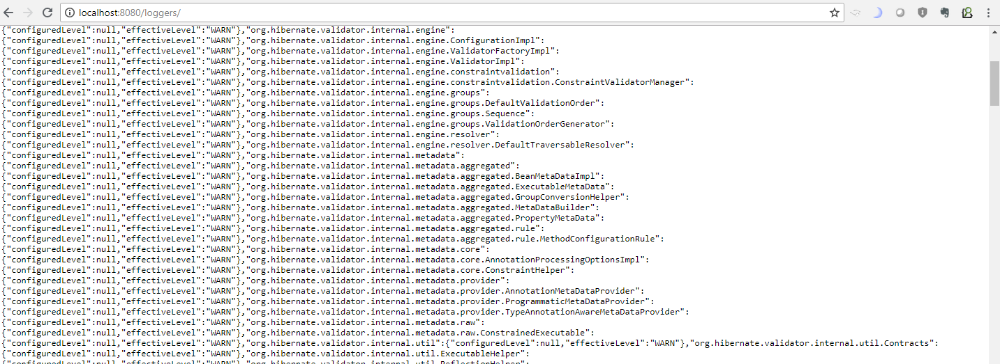 localhost:8080/loggers/
{"configuredLevel":null,"effectiveLevel":"WARN"},"org.hibernate.validator.internal.engine":
{"configuredLevel":null,"effectiveLevel":"WARN"},"org.hibernate.validator.internal.engine.ConfigurationImpl":
{"configuredLevel":null,"effectiveLevel":"WARN"},"org.hibernate.validator.internal.engine.ValidatorFactoryImpl":
{"configuredLevel":null,"effectiveLevel":"WARN"},"org.hibernate.validator.internal.engine.ValidatorImpl":
{"configuredLevel":null,"effectiveLevel":"WARN"},"org.hibernate.validator.internal.engine.constraintvalidation":
{"configuredLevel":null,"effectiveLevel":"WARN"},"org.hibernate.validator.internal.engine.constraintvalidation.ConstraintValidatorManager":
{"configuredLevel":null,"effectiveLevel":"WARN"},"org.hibernate.validator.internal.engine.groups":
{"configuredLevel":null,"effectiveLevel":"WARN"},"org.hibernate.validator.internal.engine.groups.DefaultValidationOrder":
{"configuredLevel":null,"effectiveLevel":"WARN"},"org.hibernate.validator.internal.engine.groups.Sequence":
{"configuredLevel":null,"effectiveLevel":"WARN"},"org.hibernate.validator.internal.engine.groups.ValidationOrderGenerator":
{"configuredLevel":null,"effectiveLevel":"WARN"},"org.hibernate.validator.internal.engine.resolver":
{"configuredLevel":null,"effectiveLevel":"WARN"},"org.hibernate.validator.internal.engine.resolver.DefaultTraversableResolver":
{"configuredLevel":null,"effectiveLevel":"WARN"},"org.hibernate.validator.internal.metadata":
{"configuredLevel":null,"effectiveLevel":"WARN"},"org.hibernate.validator.internal.metadata.aggregated":
{"configuredLevel":null,"effectiveLevel":"WARN"},"org.hibernate.validator.internal.metadata.aggregated.BeanMetaDataImpl":
{"configuredLevel":null,"effectiveLevel":"WARN"},"org.hibernate.validator.internal.metadata.aggregated.ExecutableMetaData":
{"configuredLevel":null,"effectiveLevel":"WARN"},"org.hibernate.validator.internal.metadata.aggregated.GroupConversionHelper":
{"configuredLevel":null,"effectiveLevel":"WARN"},"org.hibernate.validator.internal.metadata.aggregated.MetaDataBuilder":
{"configuredLevel":null,"effectiveLevel":"WARN"},"org.hibernate.validator.internal.metadata.aggregated.PropertyMetaData":
{"configuredLevel":null,"effectiveLevel":"WARN"},"org.hibernate.validator.internal.metadata.aggregated.rule":
{"configuredLevel":null,"effectiveLevel":"WARN"},"org.hibernate.validator.internal.metadata.aggregated.rule.MethodConfigurationRule":
{"configuredLevel":null,"effectiveLevel":"WARN"},"org.hibernate.validator.internal.metadata.core":
{"configuredLevel":null,"effectiveLevel":"WARN"},"org.hibernate.validator.internal.metadata.core.AnnotationProcessingOptionsImpl":
{"configuredLevel":null,"effectiveLevel":"WARN"},"org.hibernate.validator.internal.metadata.core.ConstraintHelper":
{"configuredLevel":null,"effectiveLevel":"WARN"},"org.hibernate.validator.internal.metadata.provider":
{"configuredLevel":null,"effectiveLevel":"WARN"},"org.hibernate.validator.internal.metadata.provider.AnnotationMetaDataProvider":
{"configuredLevel":null,"effectiveLevel":"WARN"},"org.hibernate.validator.internal.metadata.provider.ProgrammaticMetaDataProvider":
{"configuredLevel":null,"effectiveLevel":"WARN"},"org.hibernate.validator.internal.metadata.provider.TypeAnnotationAwareMetaDataProvider":
{"configuredLevel":null,"effectiveLevel":"WARN"},"org.hibernate.validator.internal.metadata.raw":
{"configuredLevel":null,"effectiveLevel":"WARN"},"org.hibernate.validator.internal.metadata.raw.ConstrainedExecutable":
{"configuredLevel":null,"effectiveLevel":"WARN"},"org.hibernate.validator.internal.util":{"configuredLevel":null,"effectiveLevel":"WARN"},"org.hibernate.validator.internal.util.Contracts":
{"configuredLevel":null,"effectiveLevel":"WARN"},"org.hibernate.validator.internal.util.ExecutableHelper":
{"configuredLevel":null,"effectiveLevel":"WARN"},"org.hibernate.validator.internal.util.ReflectionHelper":